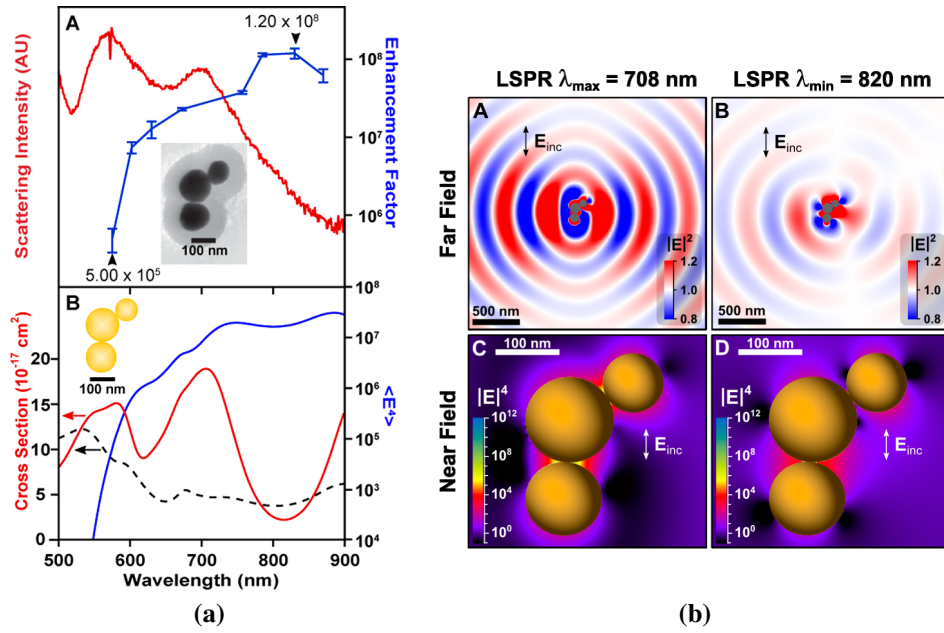 A
1.20 x 10⁸
Scattering Intensity (AU)
10⁸
10⁷
10⁶
Enhancement Factor
100 nm
5.00 x 10⁵
B
100 nm
Cross Section (10⁻¹⁷ cm²)
20
15
10
5
0
10⁸
10⁷
10⁶
10⁵
10³
10⁴
<E⁴>
500
600
700
800
900
Wavelength (nm)
(a)
LSPR λmax = 708 nm
LSPR λmin = 820 nm
Far Field
A
Einc
|E|²
1.2
1.0
0.8
500 nm
B
Einc
|E|²
1.2
1.0
0.8
500 nm
Near Field
C
100 nm
|E|⁴
10¹²
10⁸
10⁴
10⁰
Einc
D
100 nm
|E|⁴
10¹²
10⁸
10⁴
10⁰
Einc
(b)